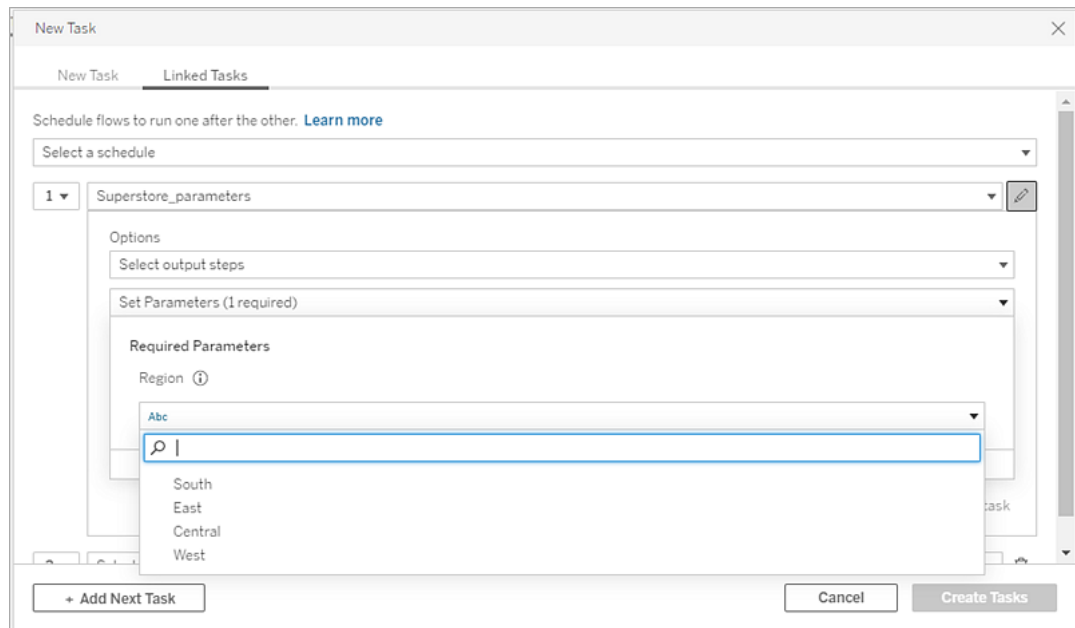 New Task
New Task Linked Tasks
Schedule flows to run one after the other. Learn more
Select a schedule
1 Superstore_parameters
Options
Select output steps
Set Parameters (1 required)
Required Parameters
Region
Abc
South
East
Central
West
task
+ Add Next Task Cancel Create Tasks